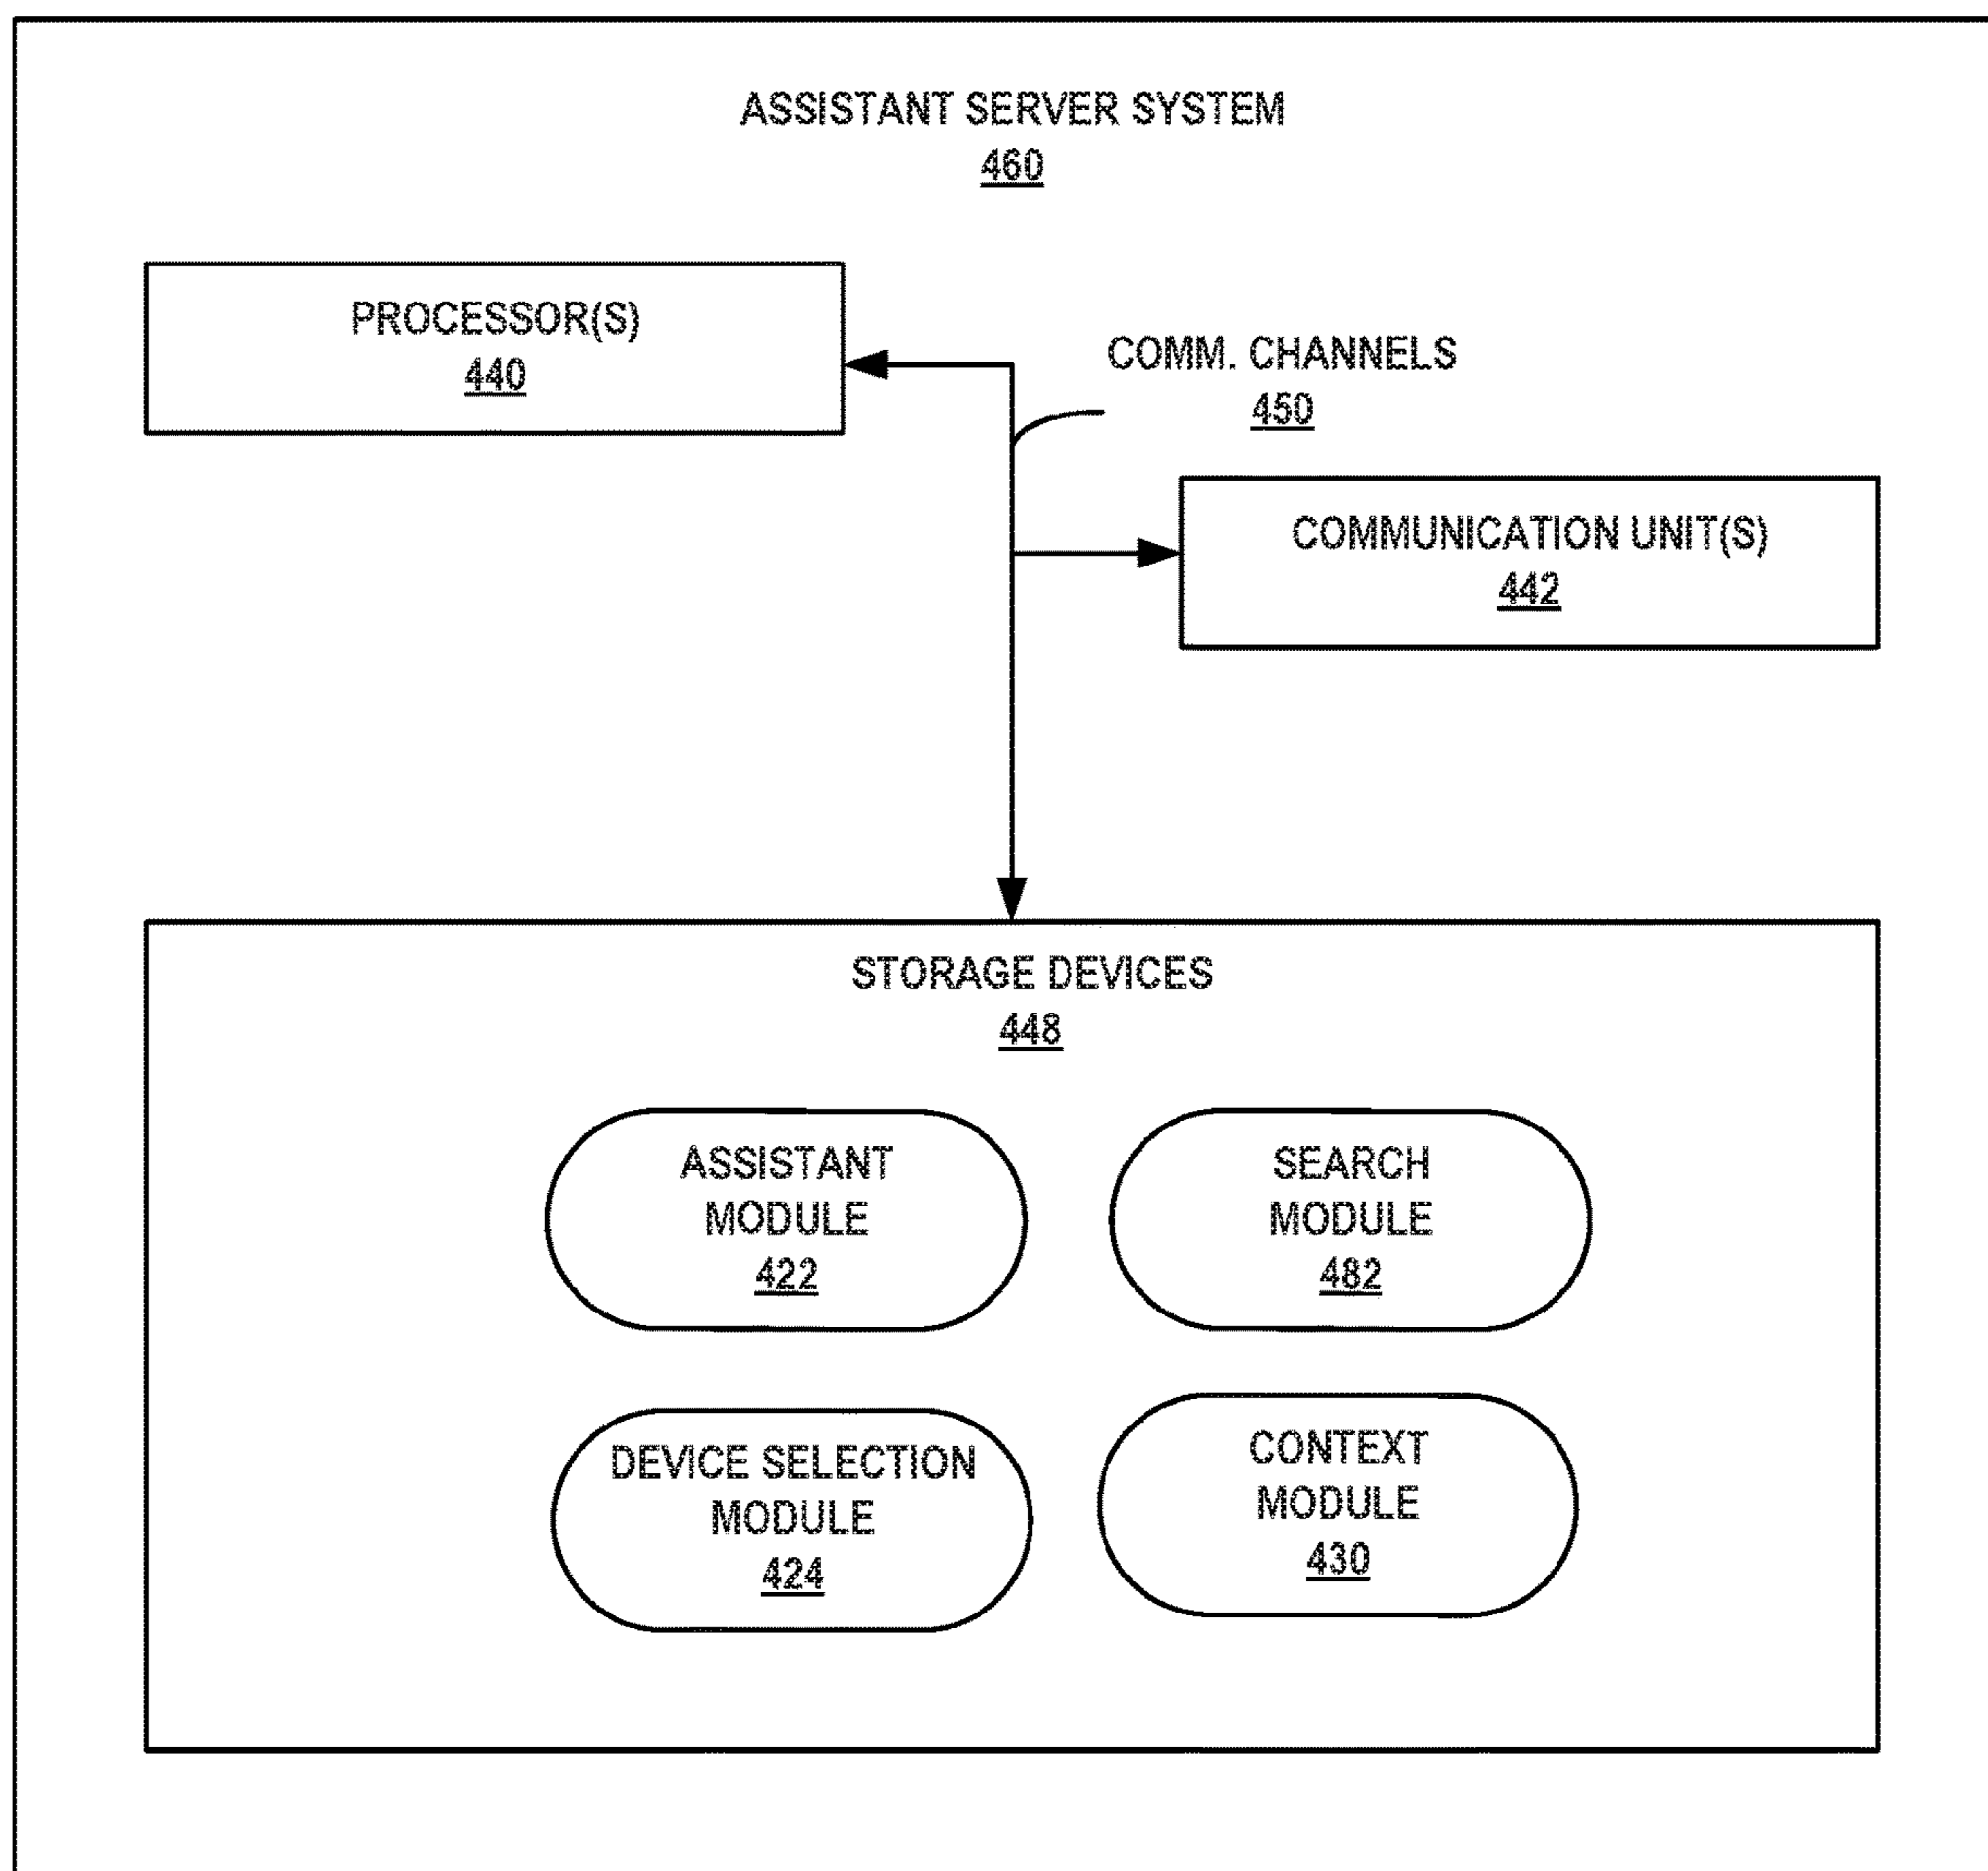 ASSISTANT SERVER SYSTEM
460
PROCESSOR(S)
440
COMM. CHANNELS
450
COMMUNICATION UNIT(S)
442
STORAGE DEVICES
448
ASSISTANT
MODULE
422
SEARCH
MODULE
482
DEVICE SELECTION
MODULE
424
CONTEXT
MODULE
430